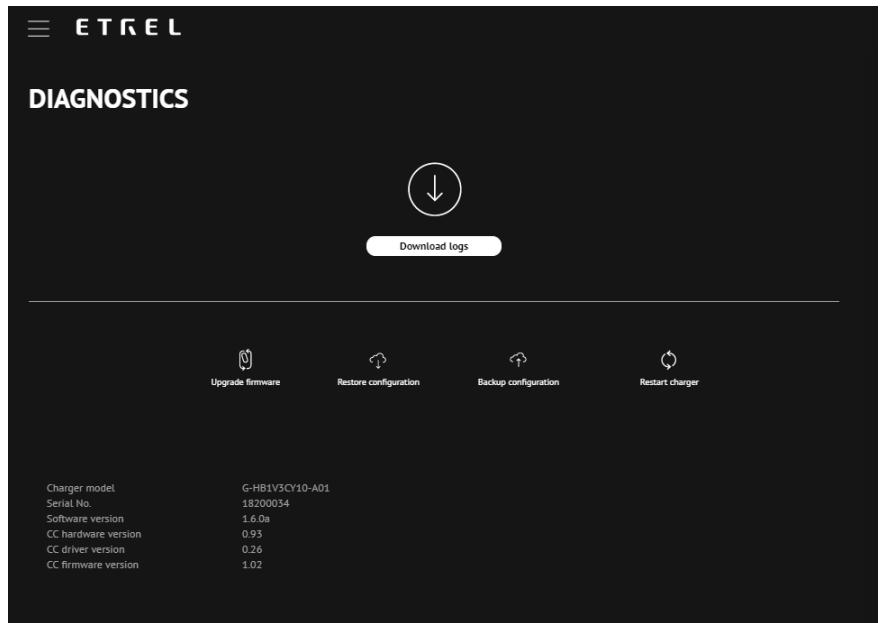 ETREL
DIAGNOSTICS
Download logs
Upgrade firmware Restore configuration Backup configuration Restart charger
Charger model G-HB1V3CY10-A01
Serial No. 18200034
Software version 1.6.0a
CC hardware version 0.93
CC driver version 0.26
CC firmware version 1.02